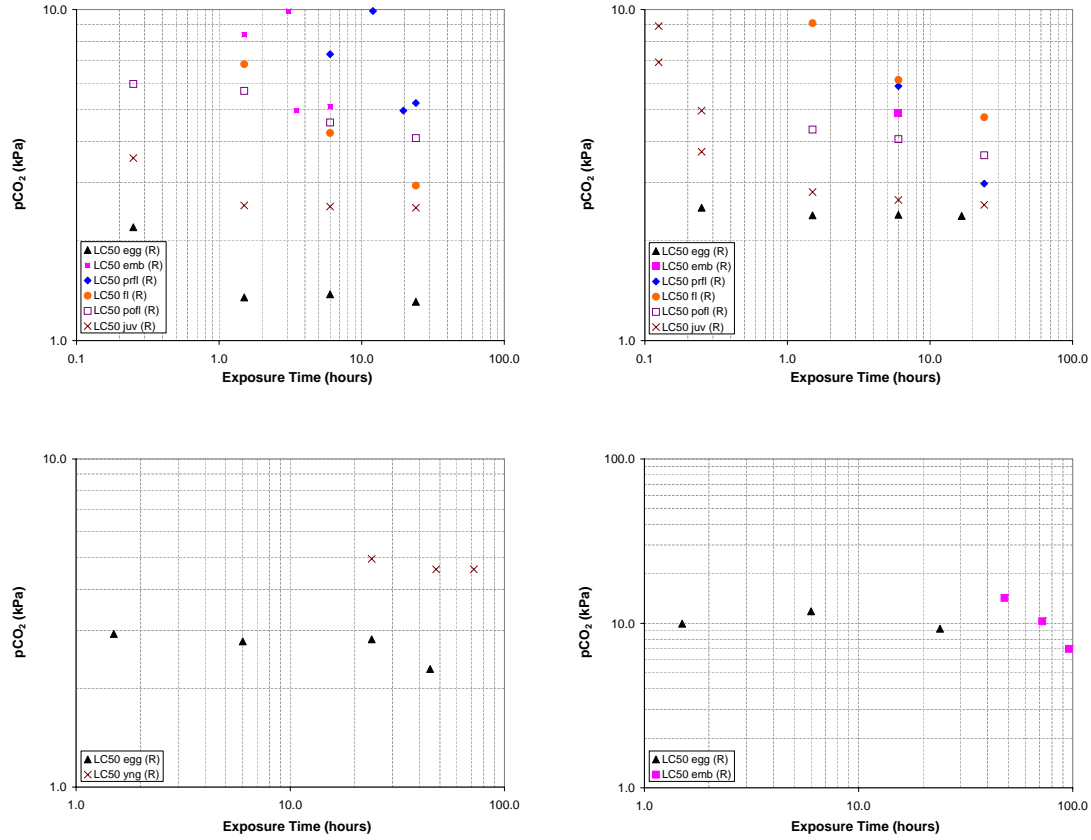 10.0
1.0
pCO2 (kPa)
LC50 egg (R)
LC50 emb (R)
LC50 prfl (R)
LC50 fl (R)
LC50 pofl (R)
LC50 juv (R)
0.1 1.0 10.0 100.0
Exposure Time (hours)
10.0
1.0
pCO2 (kPa)
LC50 egg (R)
LC50 emb (R)
LC50 prfl (R)
LC50 fl (R)
LC50 pofl (R)
LC50 juv (R)
0.1 1.0 10.0 100.0
Exposure Time (hours)
10.0
1.0
pCO2 (kPa)
LC50 egg (R)
LC50 yng (R)
1.0 10.0 100.0
Exposure Time (hours)
100.0
10.0
1.0
pCO2 (kPa)
LC50 egg (R)
LC50 emb (R)
1.0 10.0 100.0
Exposure Time (hours)